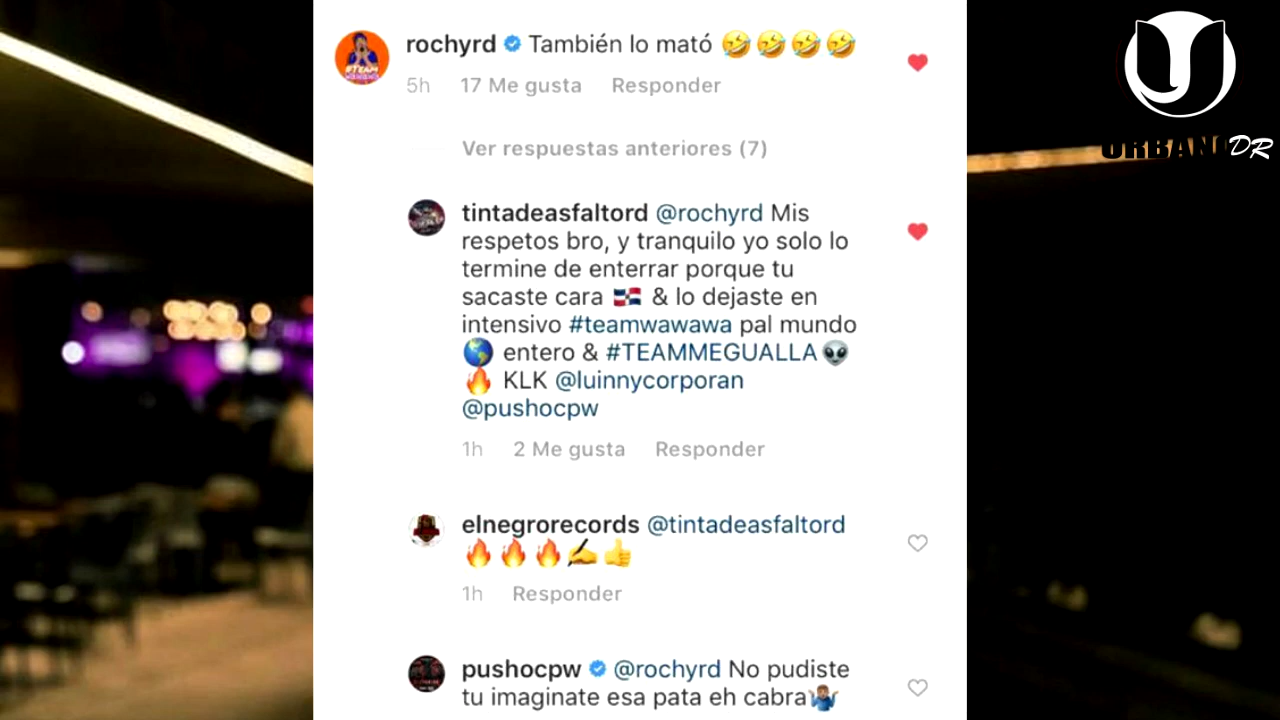 rochyrd También lo mató 🤣🤣🤣🤣
5h 17 Me gusta Responder
Ver respuestas anteriores (7)
tintadeasfaltord @rochyrd Mis
respetos bro, y tranquilo yo solo lo
termine de enterrar porque tu
sacaste cara 🇩🇴 & lo dejaste en
intensivo #teamwawawa pal mundo
🌎 entero & #TEAMMEGUALLA👽
🔥 KLK @luinnycorporan
@pushocpw
1h 2 Me gusta Responder
elnegrorecords @tintadeasfaltord
🔥🔥🔥✍️👍
1h Responder
pushocpw @rochyrd No pudiste
tu imaginate esa pata eh cabra🤷🏽‍♂️
URBANO DR